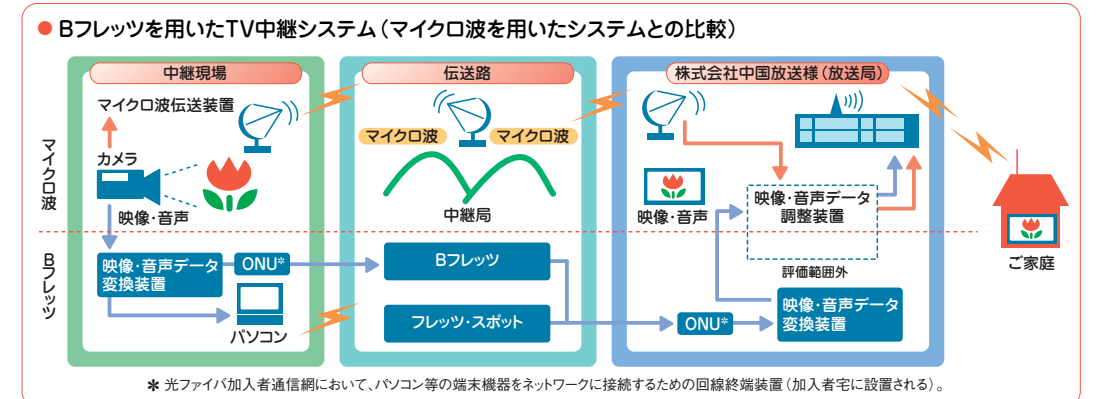 ● Bフレッツを用いたTV中継システム（マイクロ波を用いたシステムとの比較）
中継現場
伝送路
株式会社中国放送様（放送局）
マイクロ波
マイクロ波伝送装置
カメラ
映像・音声
マイクロ波
マイクロ波
中継局
映像・音声
映像・音声データ
調整装置
評価範囲外
ご家庭
Bフレッツ
映像・音声データ
変換装置
ONU*
パソコン
Bフレッツ
フレッツ・スポット
ONU*
映像・音声データ
変換装置
＊ 光ファイバ加入者通信網において、パソコン等の端末機器をネットワークに接続するための回線終端装置（加入者宅に設置される）。